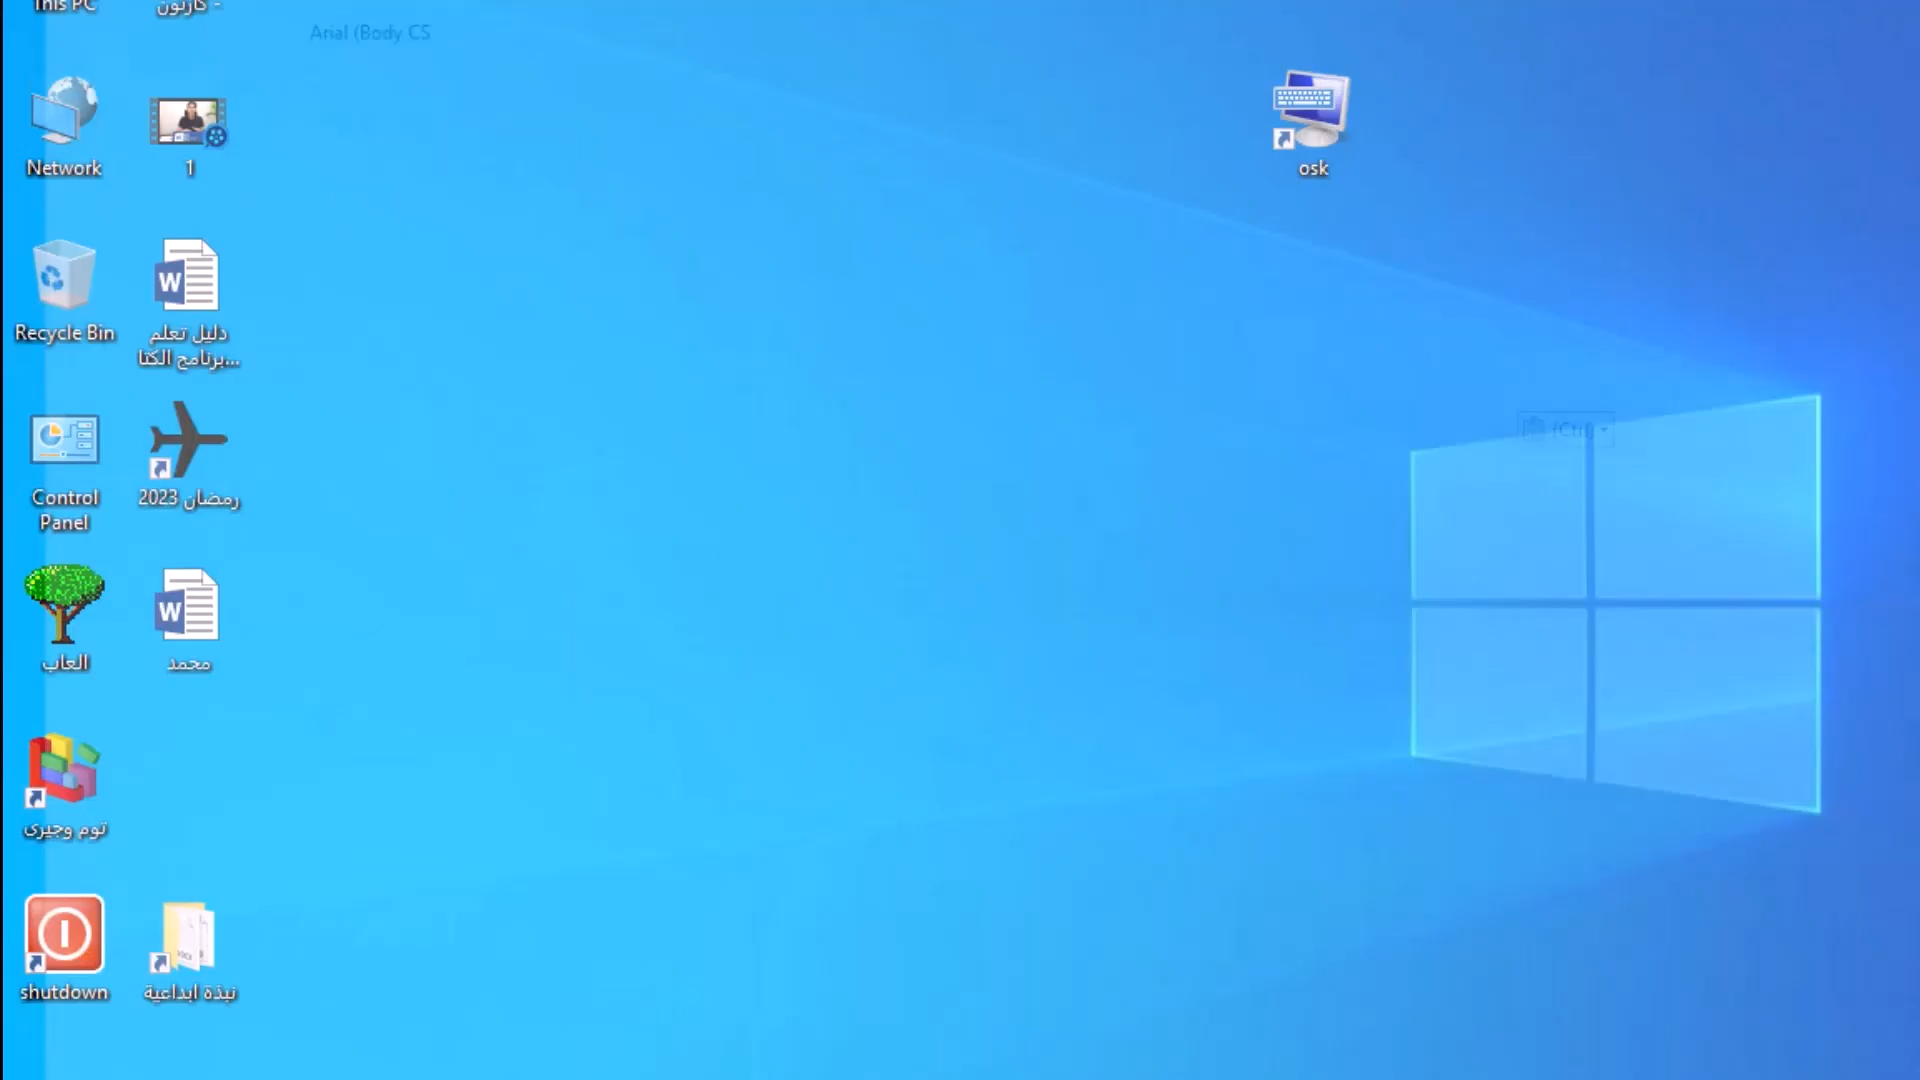 This PC
كارتون -
Arial (Body CS
Network
1
osk
Recycle Bin
دليل تعلم
برنامج الكتا...
(Ctrl)
Control
Panel
رمضان 2023
العاب
محمد
توم وجيرى
shutdown
نبذة ابداعية